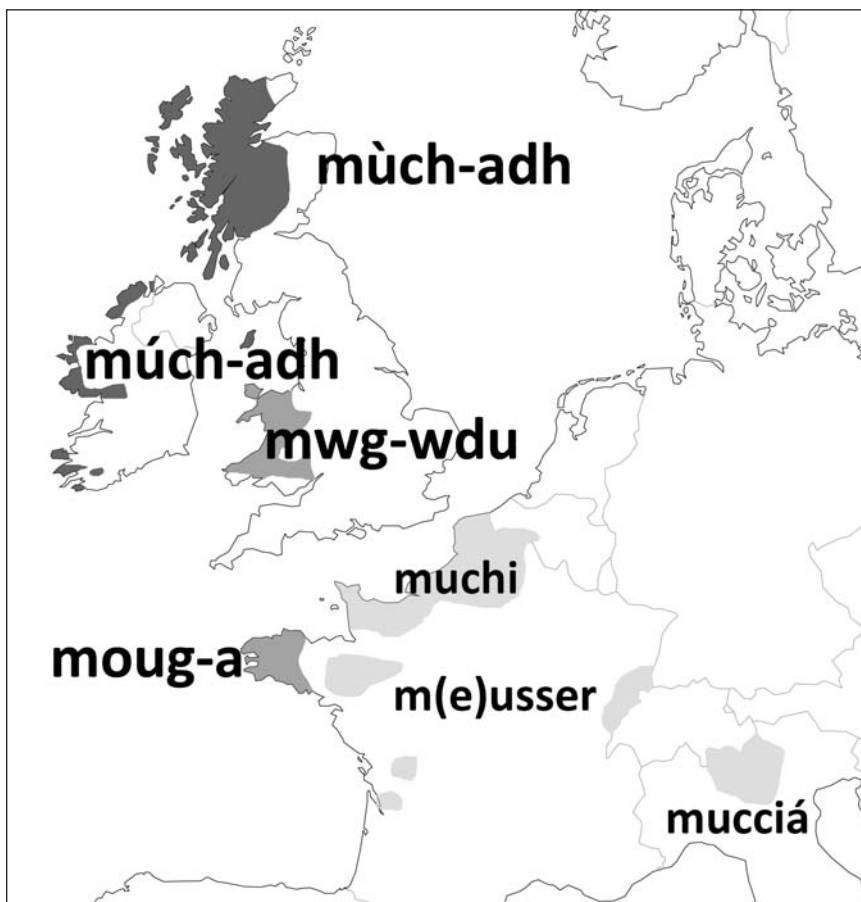 mùch-adh
múch-adh
mwg-wdu
muchi
moug-a
m(e)usser
mucciá